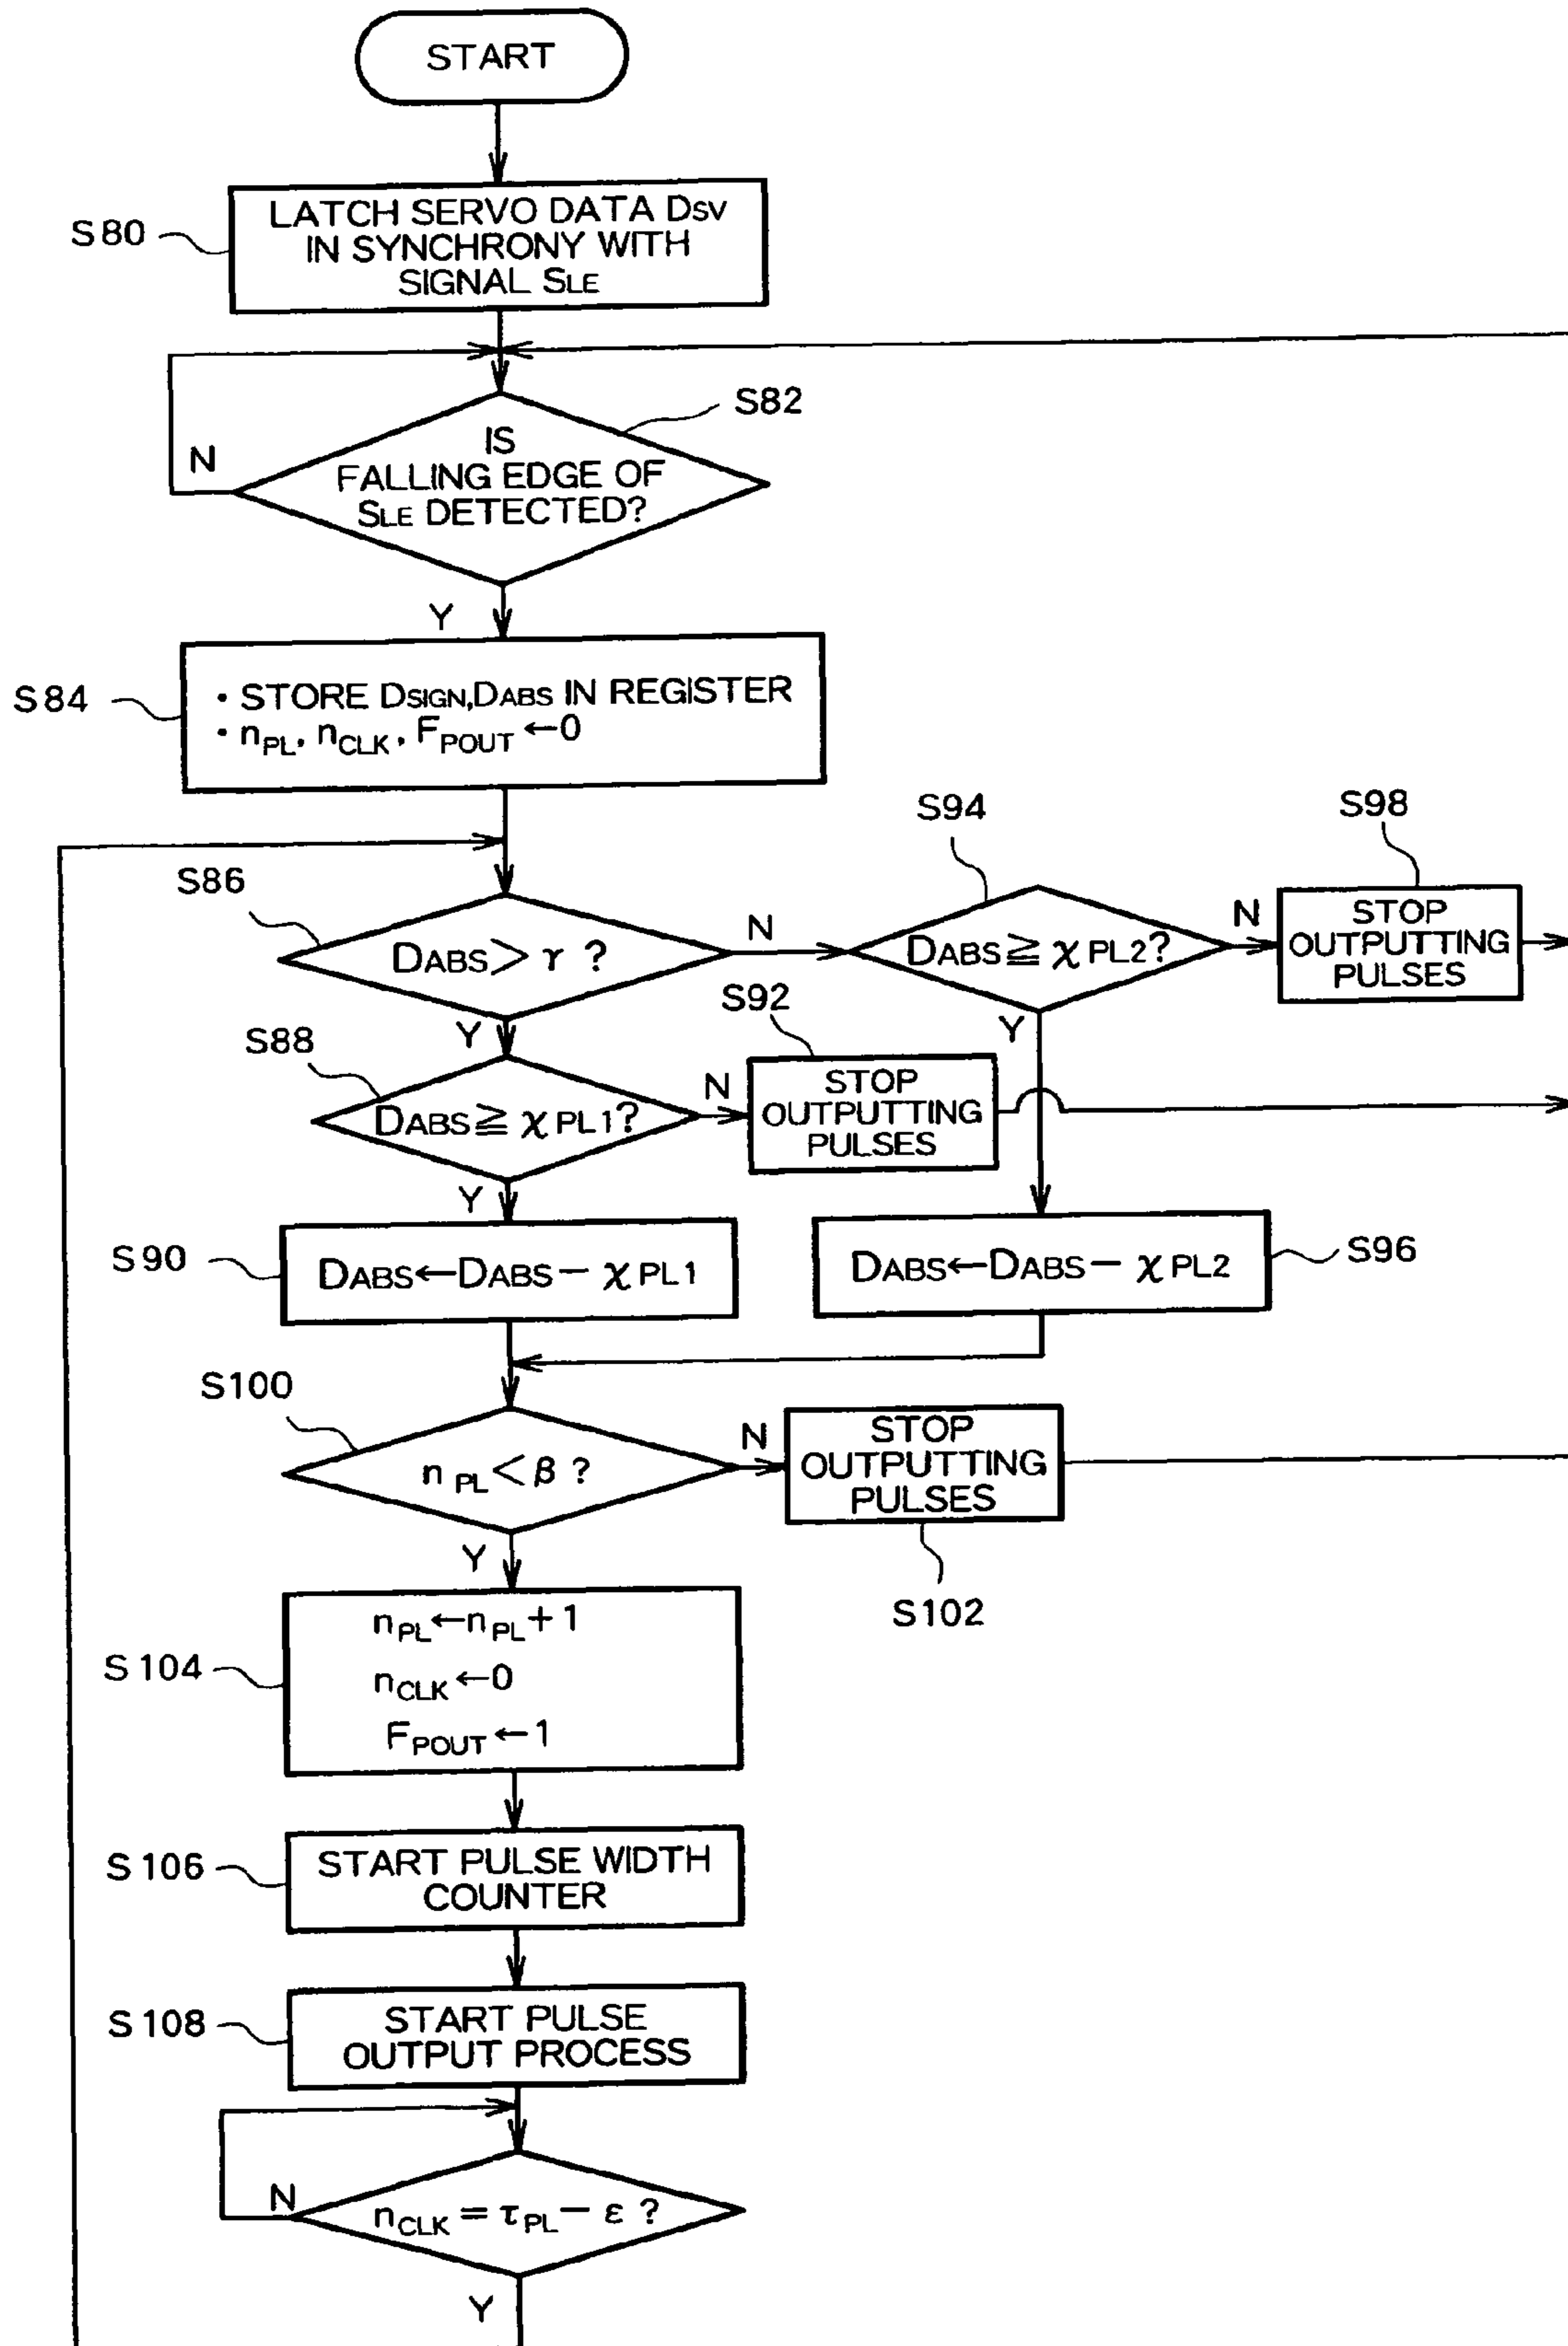 START
S80
LATCH SERVO DATA DSV
IN SYNCHRONY WITH
SIGNAL SLE
S82
IS
FALLING EDGE OF
SLE DETECTED?
N
Y
S84
・STORE DSIGN,DABS IN REGISTER
・nPL, nCLK, FPOUT ←0
S86
DABS＞γ ?
N
Y
S94
DABS≧χPL2?
N
Y
S98
STOP
OUTPUTTING
PULSES
S88
DABS≧χPL1?
N
Y
S92
STOP
OUTPUTTING
PULSES
S90
DABS←DABS－χPL1
DABS←DABS－χPL2
S96
S100
nPL＜β ?
N
Y
STOP
OUTPUTTING
PULSES
S102
S104
nPL←nPL+1
nCLK←0
FPOUT←1
S106
START PULSE WIDTH
COUNTER
S108
START PULSE
OUTPUT PROCESS
nCLK=τPL－ε ?
N
Y